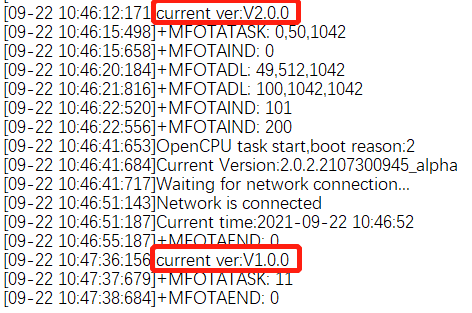 [09-22 10:46:12:171]current ver:V2.0.0
[09-22 10:46:15:498]+MFOTATASK: 0,50,1042
[09-22 10:46:15:658]+MFOTAIND: 0
[09-22 10:46:20:184]+MFOTADL: 49,512,1042
[09-22 10:46:21:816]+MFOTADL: 100,1042,1042
[09-22 10:46:22:520]+MFOTAIND: 101
[09-22 10:46:22:556]+MFOTAIND: 200
[09-22 10:46:41:653]OpenCPU task start,boot reason:2
[09-22 10:46:41:684]Current Version:2.0.2.2107300945_alpha
[09-22 10:46:41:717]Waiting for network connection...
[09-22 10:46:51:143]Network is connected
[09-22 10:46:51:187]Current time:2021-09-22 10:46:52
[09-22 10:46:55:187]+MFOTAEND: 0
[09-22 10:47:36:156]current ver:V1.0.0
[09-22 10:47:37:679]+MFOTATASK: 11
[09-22 10:47:38:684]+MFOTAEND: 0